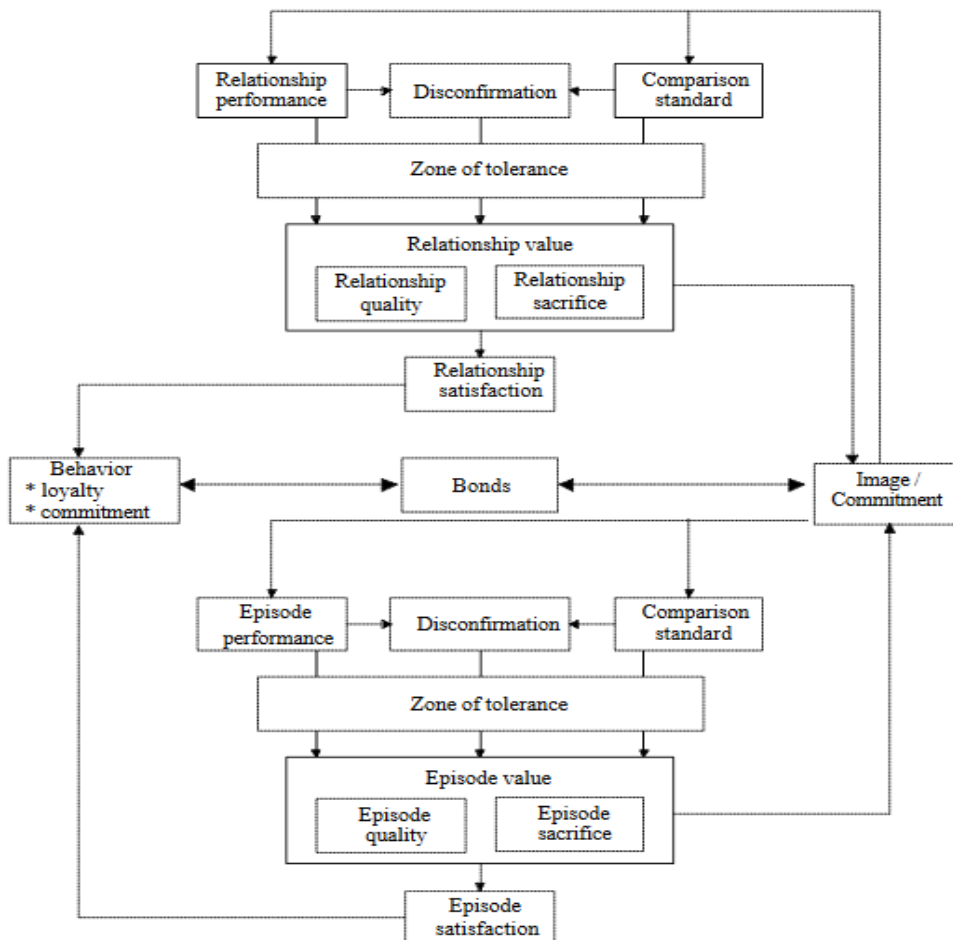 Relationship
performance
Disconfirmation
Comparison
standard
Zone of tolerance
Relationship value
Relationship
quality
Relationship
sacrifice
Relationship
satisfaction
Behavior
* loyalty
* commitment
Bonds
Image /
Commitment
Episode
performance
Disconfirmation
Comparison
standard
Zone of tolerance
Episode value
Episode
quality
Episode
sacrifice
Episode
satisfaction